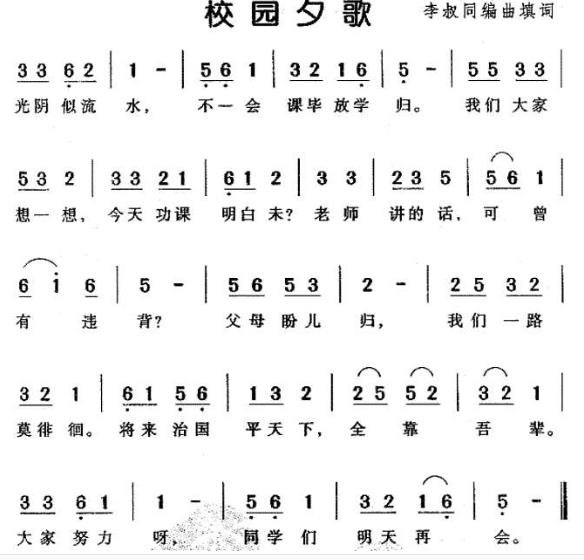 校园夕歌
李叔同编曲填词
3 3 6 2 | 1 - | 5 6 1 | 3 2 1 6 | 5 - | 5 5 3 3 |
光阴 似流 水， 不一 会 课毕 放学 归。 我们 大家
5 3 2 | 3 3 2 1 | 6 1 2 | 3 3 | 2 3 5 | 5 6 1 |
想一 想， 今天 功课 明白 未？ 老 师 讲的 话， 可 曾
6 i 6 | 5 - | 5 6 5 3 | 2 - | 2 5 3 2 |
有 违 背？ 父母 盼儿 归， 我们 一路
3 2 1 | 6 1 5 6 | 1 3 2 | 2 5 5 2 | 3 2 1 |
莫徘 徊。 将来 治国 平天 下， 全 靠 吾 辈。
3 3 6 1 | 1 - | 5 6 1 | 3 2 1 6 | 5 - ‖
大家 努力 呀， 同学 们 明天 再 会。